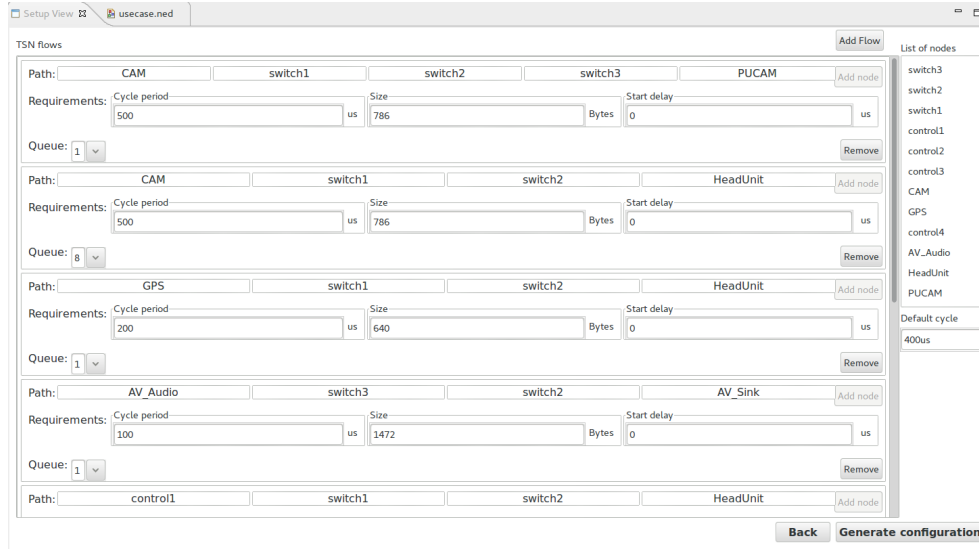 Setup View usecase.ned
TSN flows
Add Flow
List of nodes
Path: CAM switch1 switch2 switch3 PUCAM Add node
Requirements: Cycle period 500 us Size 786 Bytes Start delay 0 us
Queue: 1 Remove
Path: CAM switch1 switch2 HeadUnit Add node
Requirements: Cycle period 500 us Size 786 Bytes Start delay 0 us
Queue: 8 Remove
Path: GPS switch1 switch2 HeadUnit Add node
Requirements: Cycle period 200 us Size 640 Bytes Start delay 0 us
Queue: 1 Remove
Path: AV_Audio switch3 switch2 AV_Sink Add node
Requirements: Cycle period 100 us Size 1472 Bytes Start delay 0 us
Queue: 1 Remove
Path: control1 switch1 switch2 HeadUnit Add node
switch3
switch2
switch1
control1
control2
control3
CAM
GPS
control4
AV_Audio
HeadUnit
PUCAM
Default cycle
400us
Back Generate configuration